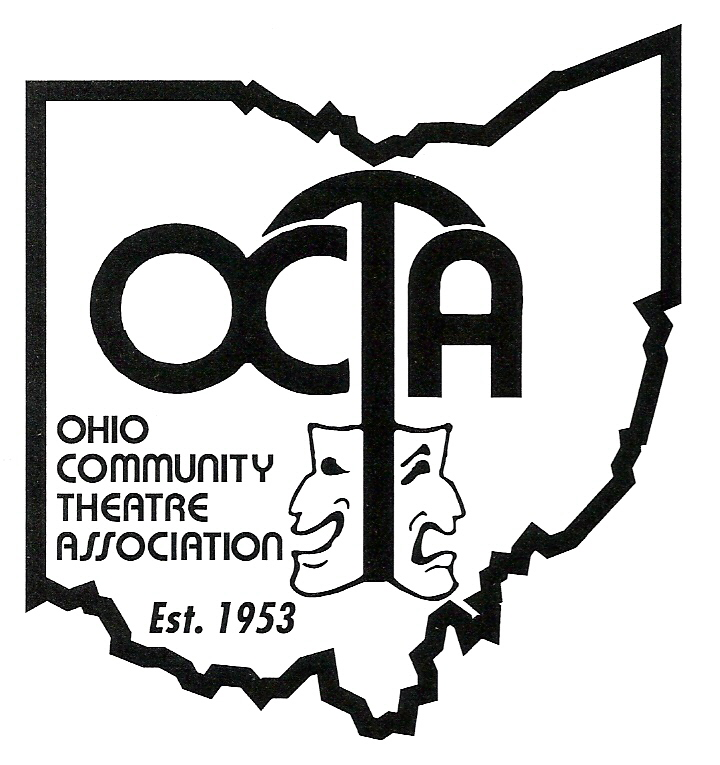 OCTA
OHIO
COMMUNITY
THEATRE
ASSOCIATION
Est. 1953